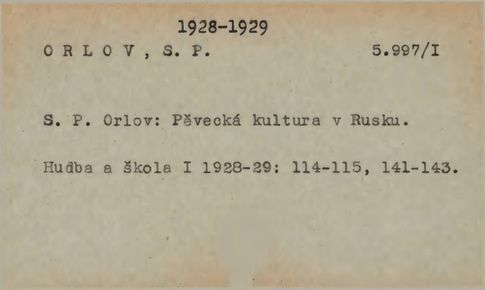 1928-1929
O R L O V , S. P. 5.997/I
S. P. Orlov: Pěvecká kultura v Rusku.
Hudba a škola I 1928-29: 114-115, 141-143.